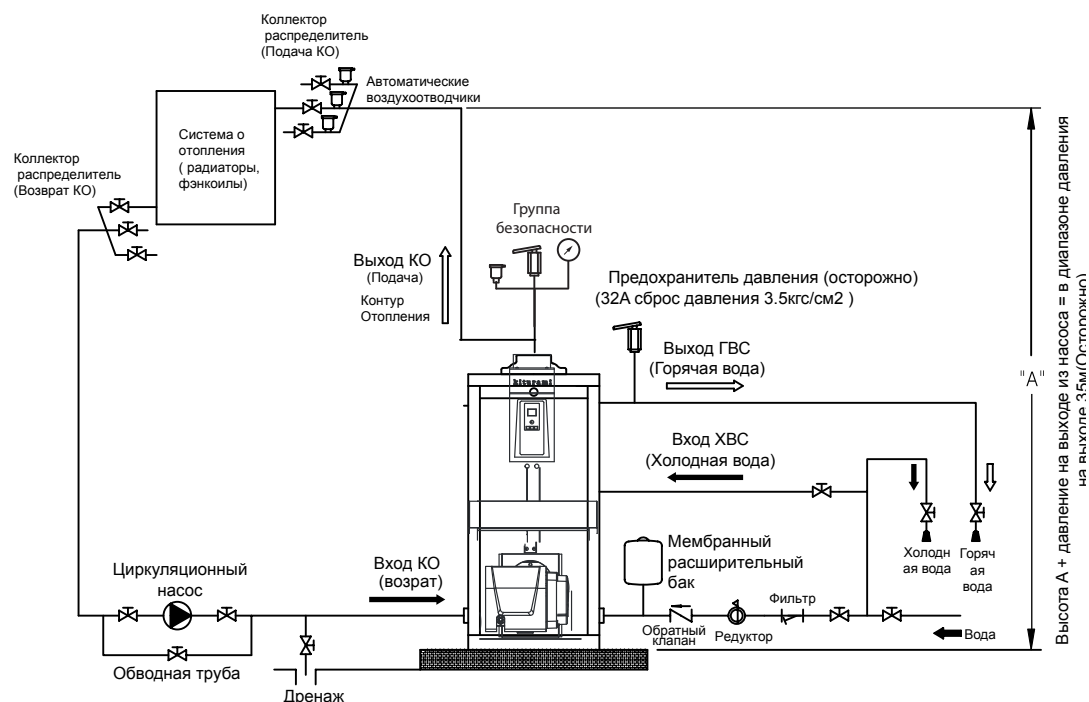 Коллектор
распределитель
(Подача КО)
Автоматические
воздухоотводчики
Система о
отопления
( радиаторы,
фэнкоилы)
Коллектор
распределитель
(Возврат КО)
Группа
безопасности
Выход КО
(Подача)
Контур
Отопления
Предохранитель давления (осторожно)
(32А сброс давления 3.5кгс/см2 )
Выход ГВС
(Горячая вода)
kiturami
"А"
Вход ХВС
(Холодная вода)
Мембранный
расширительный
бак
Холодн
ая вода
Горяч
ая
вода
Вход КО
(возрат)
Циркуляционный
насос
Обводная труба
Дренаж
Обратный
клапан
Редуктор
Фильтр
Вода
Высота А + давление на выходе из насоса = в диапазоне давления
на выходе 35м(Осторожно)